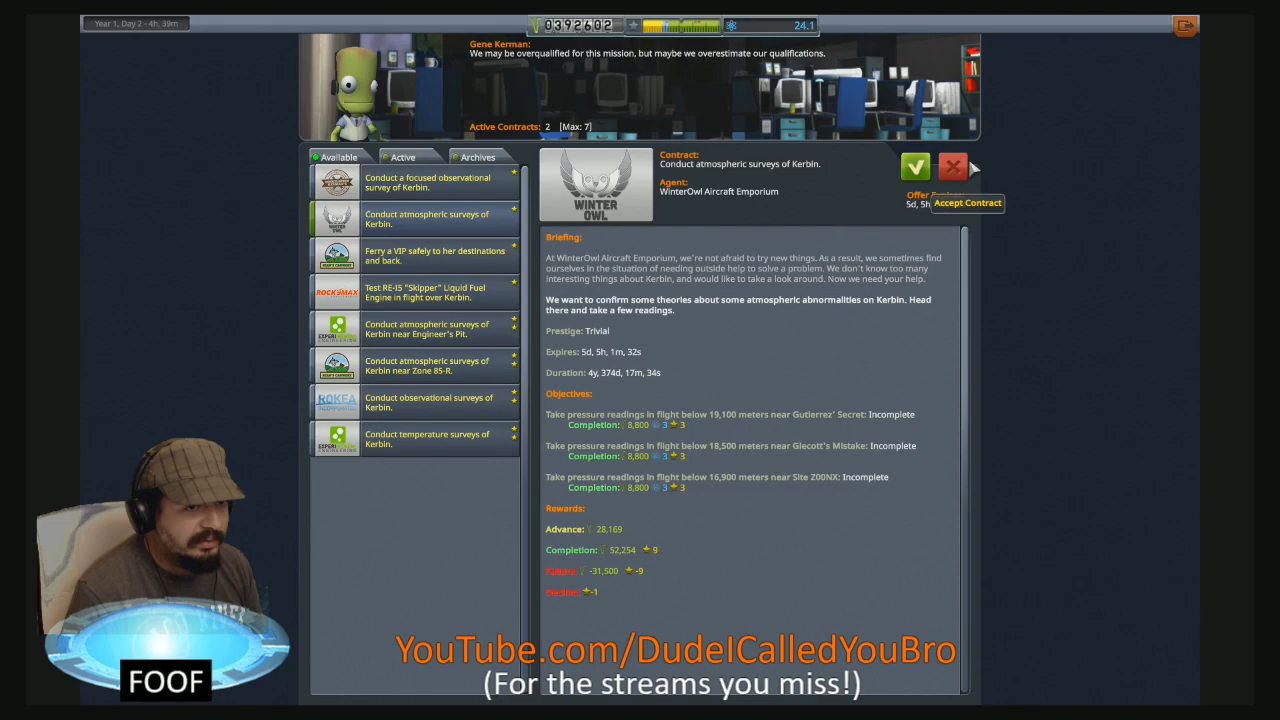 Year 1, Day 2 - 4h, 39m
0392602
24.1
Gene Kerman:
We may be overqualified for this mission, but maybe we overestimate our qualifications.
Active Contracts: 2 [Max: 7]
Available
Active
Archives
Conduct a focused observational
survey of Kerbin.
Conduct atmospheric surveys of
Kerbin.
Ferry a VIP safely to her destinations
and back.
ROCKOMAX
Test RE-I5 "Skipper" Liquid Fuel
Engine in flight over Kerbin.
EXPERIMENTAL
ENGINEERING
Conduct atmospheric surveys of
Kerbin near Engineer's Pit.
Conduct atmospheric surveys of
Kerbin near Zone 85-R.
ROKEA
INCORPORATED
Conduct observational surveys of
Kerbin.
EXPERIMENTAL
ENGINEERING
Conduct temperature surveys of
Kerbin.
WINTER
OWL
Contract:
Conduct atmospheric surveys of Kerbin.
Agent:
WinterOwl Aircraft Emporium
Offer
5d, 5h
Accept Contract
Briefing:
At WinterOwl Aircraft Emporium, we're not afraid to try new things. As a result, we sometimes find
ourselves in the situation of needing outside help to solve a problem. We don't know too many
interesting things about Kerbin, and would like to take a look around. Now we need your help.
We want to confirm some theories about some atmospheric abnormalities on Kerbin. Head
there and take a few readings.
Prestige: Trivial
Expires: 5d, 5h, 1m, 32s
Duration: 4y, 374d, 17m, 34s
Objectives:
Take pressure readings in flight below 19,100 meters near Gutierrez' Secret: Incomplete
Completion: 8,800 3 3
Take pressure readings in flight below 18,500 meters near Glecott's Mistake: Incomplete
Completion: 8,800 3 3
Take pressure readings in flight below 16,900 meters near Site Z00NX: Incomplete
Completion: 8,800 3 3
Rewards:
Advance: 28,169
Completion: 52,254 9
Failure: -31,500 -9
Decline: -1
YouTube.com/DudeICalledYouBro
(For the streams you miss!)
FOOF